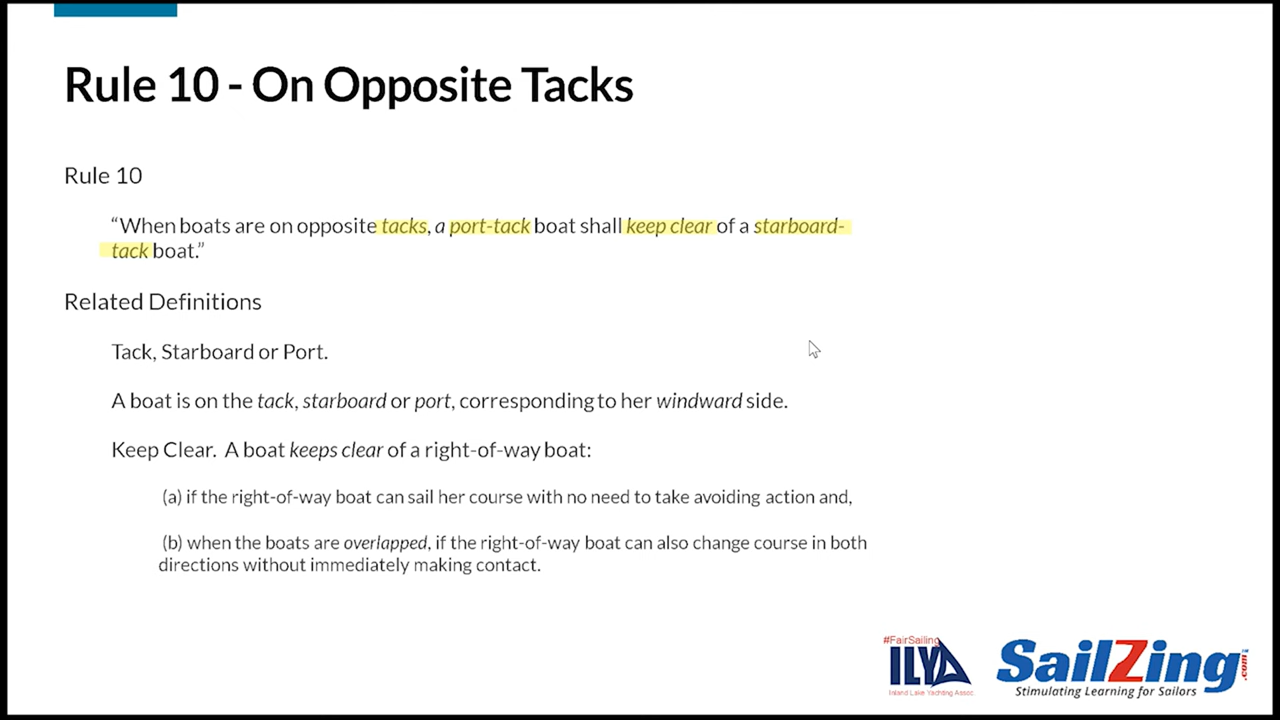 Rule 10 - On Opposite Tacks
Rule 10
“When boats are on opposite tacks, a port-tack boat shall keep clear of a starboard-
tack boat.”
Related Definitions
Tack, Starboard or Port.
A boat is on the tack, starboard or port, corresponding to her windward side.
Keep Clear. A boat keeps clear of a right-of-way boat:
(a) if the right-of-way boat can sail her course with no need to take avoiding action and,
(b) when the boats are overlapped, if the right-of-way boat can also change course in both
directions without immediately making contact.
#FairSailing
ILYA
Inland Lake Yachting Assoc
SailZing.com™
Stimulating Learning for Sailors